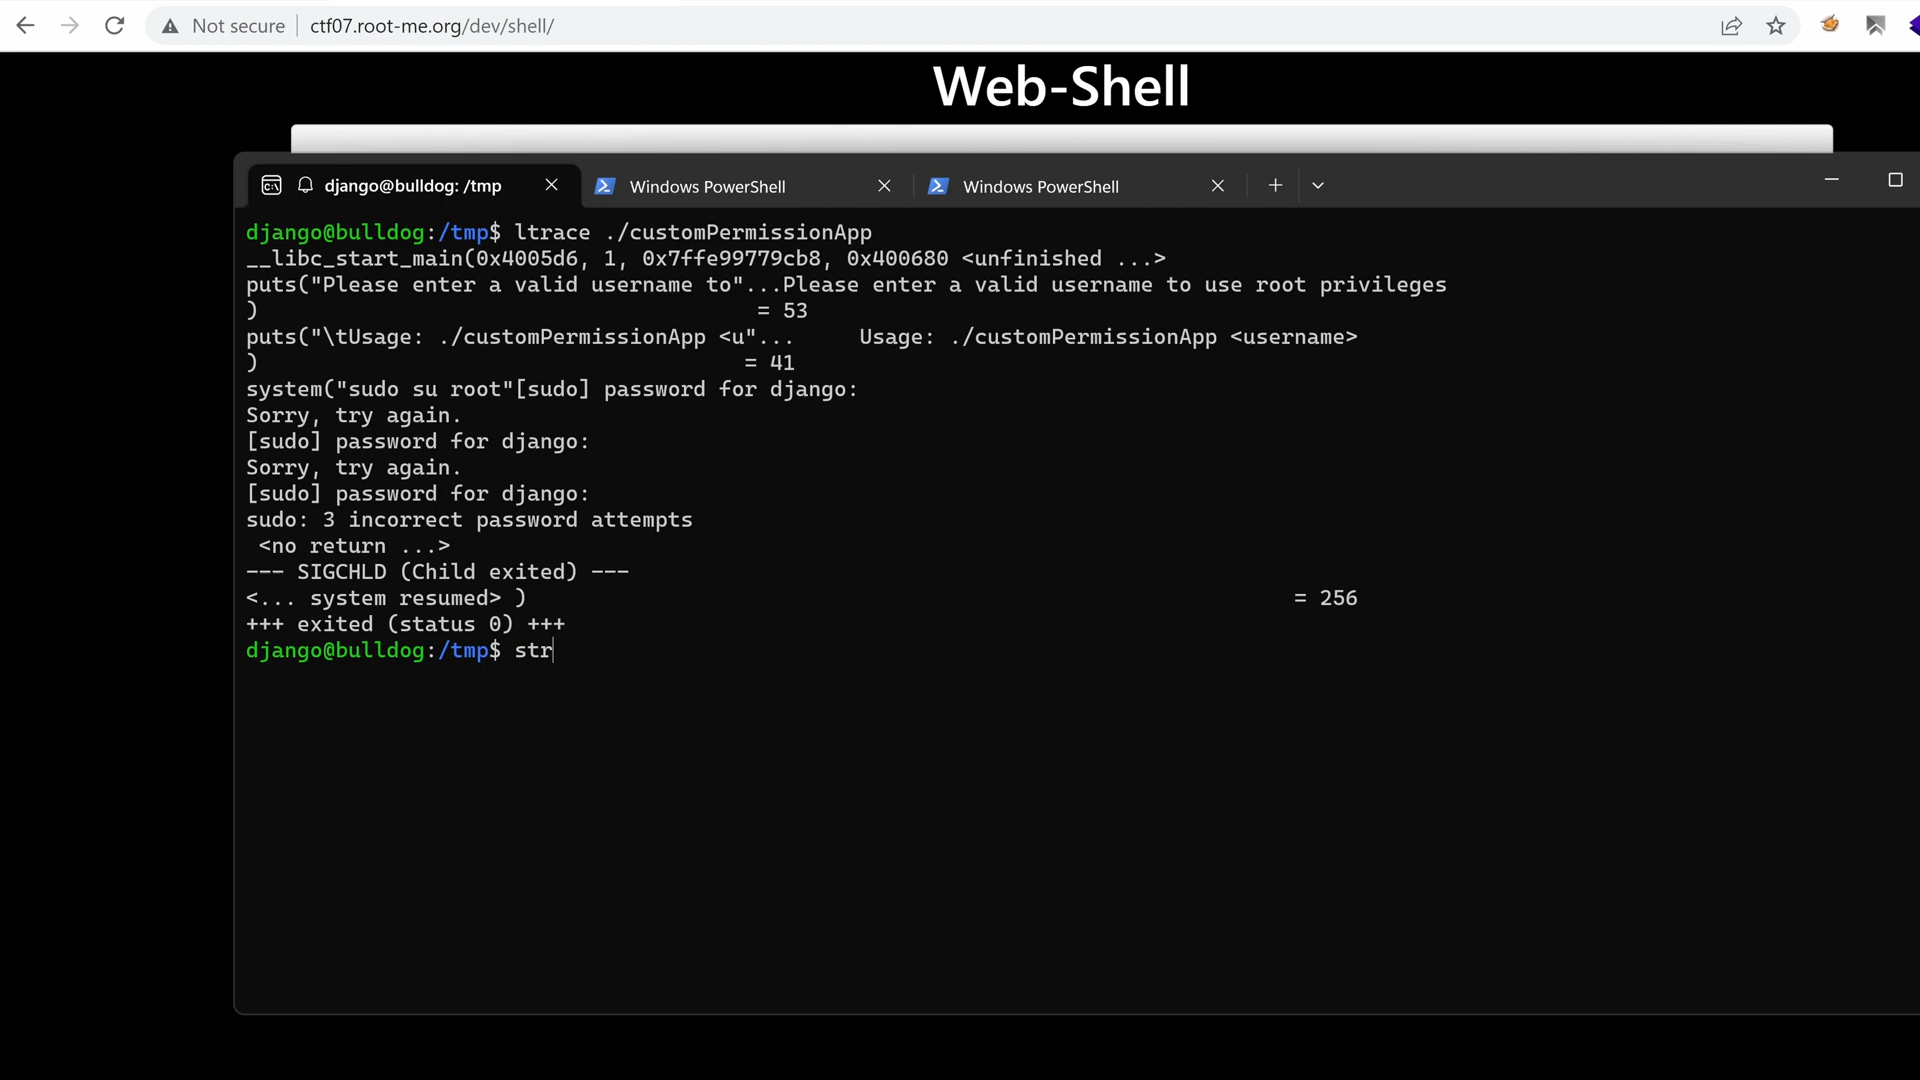 Not secure | ctf07.root-me.org/dev/shell/
Web-Shell
django@bulldog: /tmp
Windows PowerShell
Windows PowerShell
django@bulldog:/tmp$ ltrace ./customPermissionApp
__libc_start_main(0x4005d6, 1, 0x7ffe99779cb8, 0x400680 <unfinished ...>
puts("Please enter a valid username to"...Please enter a valid username to use root privileges
)                                       = 53
puts("\tUsage: ./customPermissionApp <u"...     Usage: ./customPermissionApp <username>
)                                      = 41
system("sudo su root"[sudo] password for django:
Sorry, try again.
[sudo] password for django:
Sorry, try again.
[sudo] password for django:
sudo: 3 incorrect password attempts
 <no return ...>
--- SIGCHLD (Child exited) ---
<... system resumed> )                                                            = 256
+++ exited (status 0) +++
django@bulldog:/tmp$ str